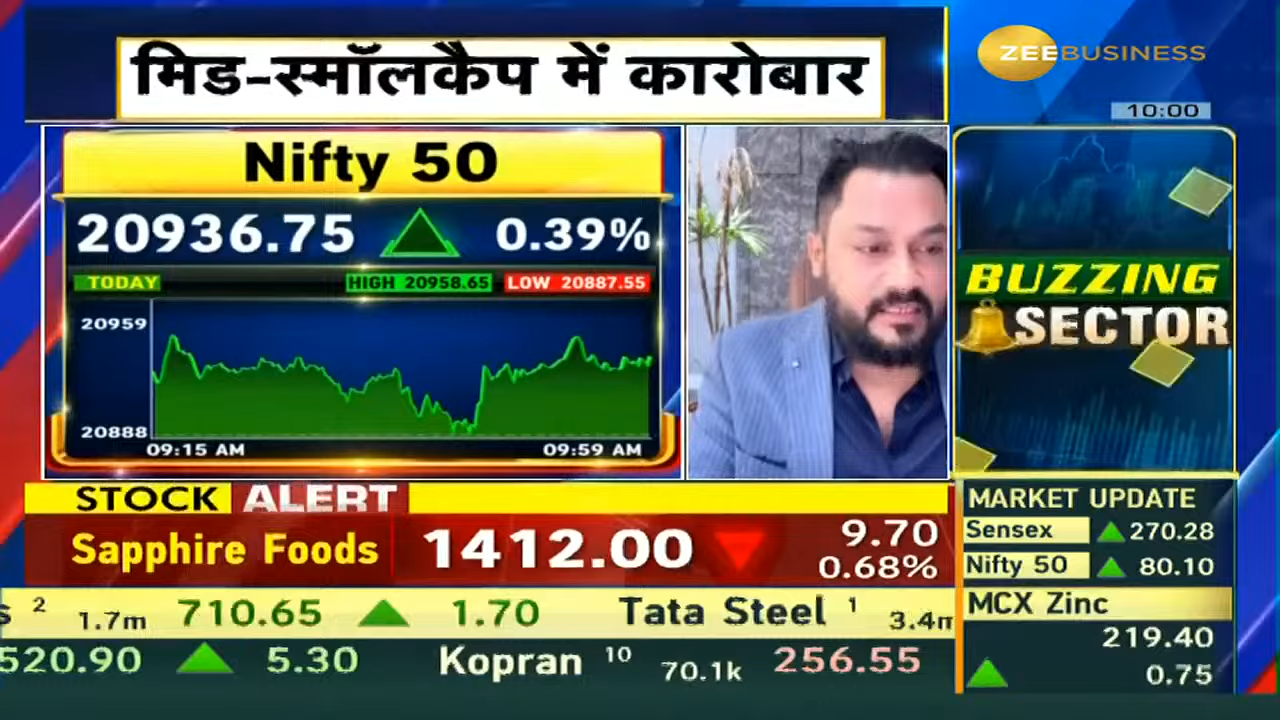 मिड-स्मॉलकैप में कारोबार
ZEEBUSINESS
10:00
Nifty 50
20936.75 0.39%
TODAY HIGH 20958.65 LOW 20887.55
20959
20888
09:15 AM 09:59 AM
BUZZING
SECTOR
STOCK ALERT
Sapphire Foods 1412.00 9.70
0.68%
MARKET UPDATE
Sensex 270.28
Nifty 50 80.10
MCX Zinc
219.40
0.75
s 2 1.7m 710.65 1.70 Tata Steel 1 3.4m
520.90 5.30 Kopran 10 70.1k 256.55